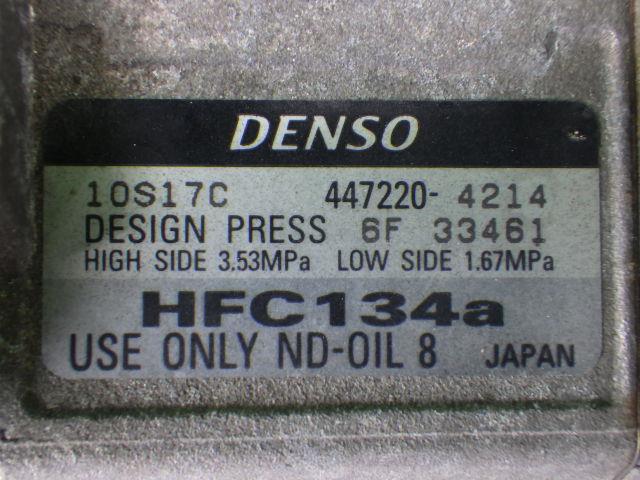 DENSO
10S17C 447220- 4214
DESIGN PRESS 6F 33461
HIGH SIDE 3.53MPa LOW SIDE 1.67MPa
HFC134a
USE ONLY ND-OIL 8 JAPAN